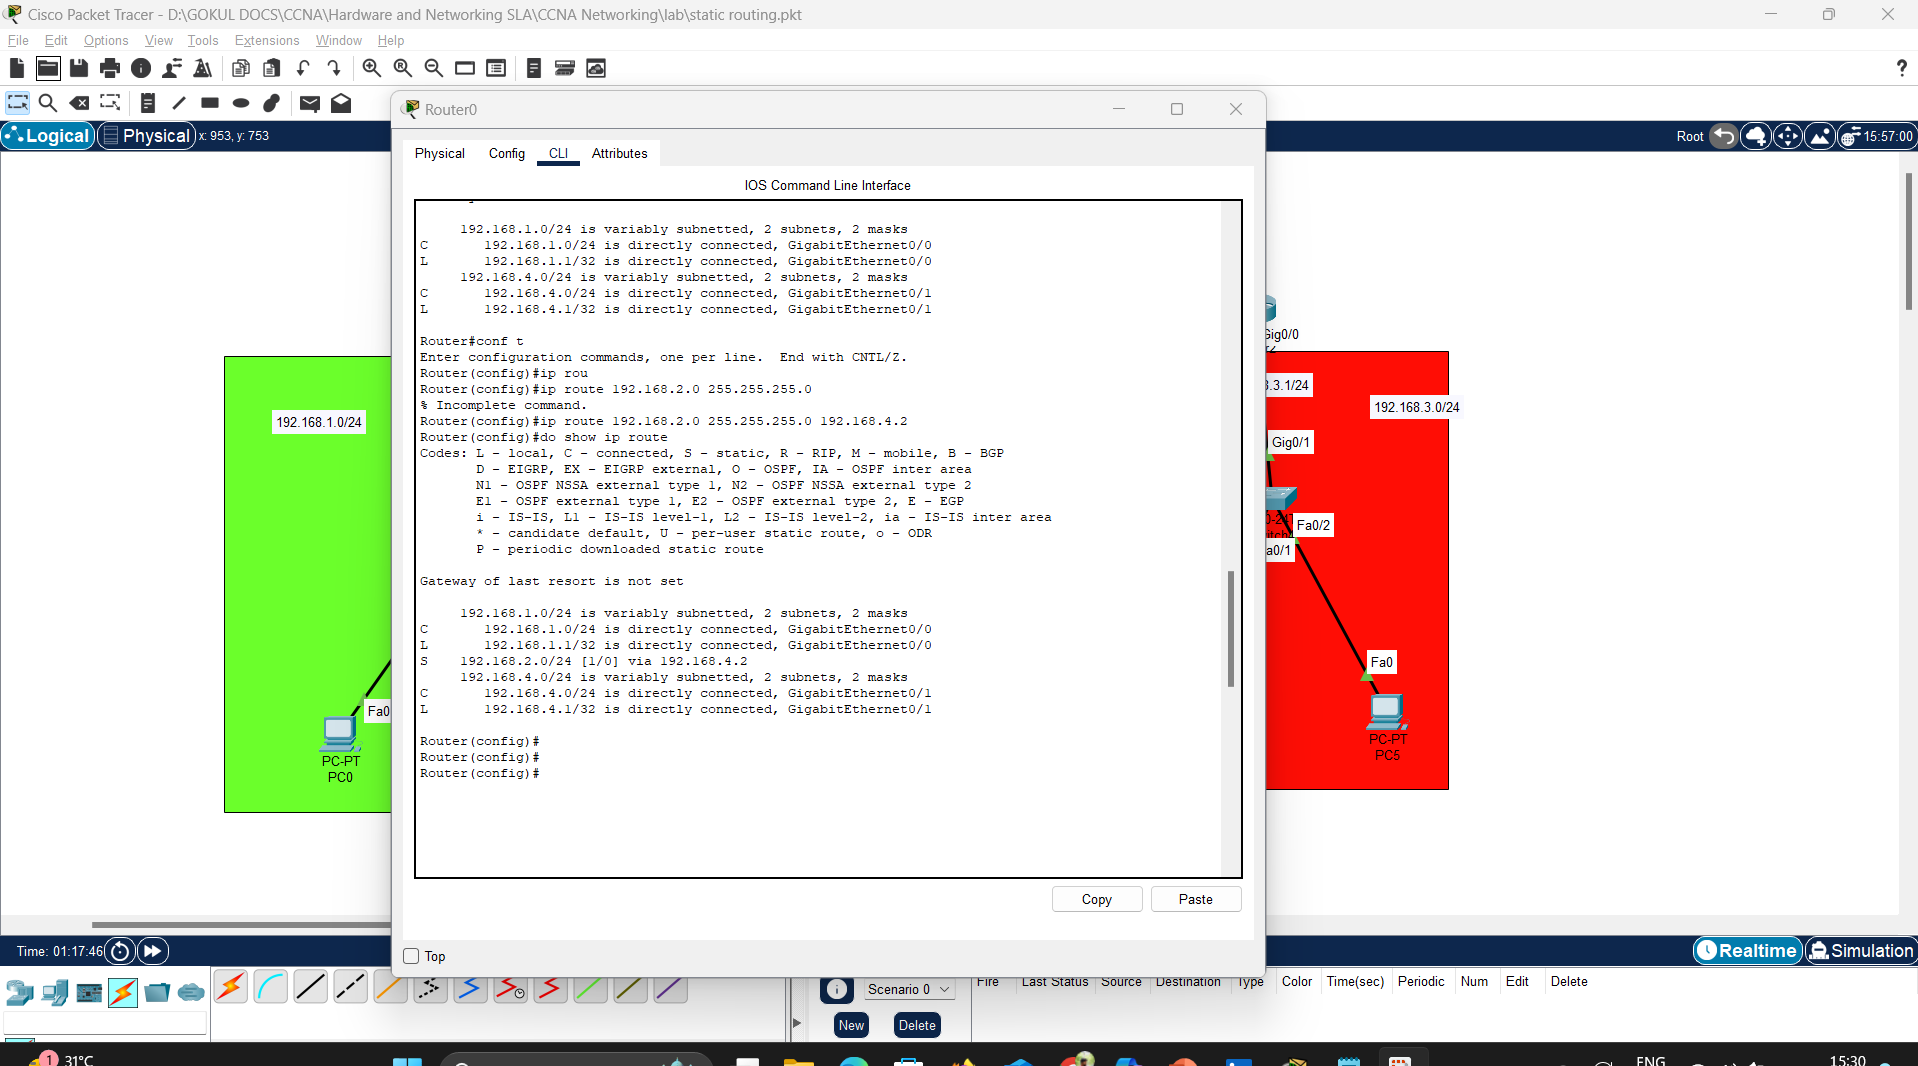 Cisco Packet Tracer - D:\GOKUL DOCS\CCNA\Hardware and Networking SLA\CCNA Networking\lab\static routing.pkt
File Edit Options View Tools Extensions Window Help
?
Router0
Logical Physical x: 953, y: 753
Root 15:57:00
Physical Config CLI Attributes
IOS Command Line Interface
192.168.1.0/24 is variably subnetted, 2 subnets, 2 masks
C 192.168.1.0/24 is directly connected, GigabitEthernet0/0
L 192.168.1.1/32 is directly connected, GigabitEthernet0/0
192.168.4.0/24 is variably subnetted, 2 subnets, 2 masks
C 192.168.4.0/24 is directly connected, GigabitEthernet0/1
L 192.168.4.1/32 is directly connected, GigabitEthernet0/1
Router#conf t
Enter configuration commands, one per line. End with CNTL/Z.
Router(config)#ip rou
Router(config)#ip route 192.168.2.0 255.255.255.0
% Incomplete command.
Router(config)#ip route 192.168.2.0 255.255.255.0 192.168.4.2
Router(config)#do show ip route
Codes: L - local, C - connected, S - static, R - RIP, M - mobile, B - BGP
D - EIGRP, EX - EIGRP external, O - OSPF, IA - OSPF inter area
N1 - OSPF NSSA external type 1, N2 - OSPF NSSA external type 2
E1 - OSPF external type 1, E2 - OSPF external type 2, E - EGP
i - IS-IS, L1 - IS-IS level-1, L2 - IS-IS level-2, ia - IS-IS inter area
* - candidate default, U - per-user static route, o - ODR
P - periodic downloaded static route
Gateway of last resort is not set
192.168.1.0/24 is variably subnetted, 2 subnets, 2 masks
C 192.168.1.0/24 is directly connected, GigabitEthernet0/0
L 192.168.1.1/32 is directly connected, GigabitEthernet0/0
S 192.168.2.0/24 [1/0] via 192.168.4.2
192.168.4.0/24 is variably subnetted, 2 subnets, 2 masks
C 192.168.4.0/24 is directly connected, GigabitEthernet0/1
L 192.168.4.1/32 is directly connected, GigabitEthernet0/1
Router(config)#
Router(config)#
Router(config)#
Copy Paste
Top
192.168.1.0/24
Fa0
PC-PT
PC0
Gig0/0
.3.1/24
192.168.3.0/24
Gig0/1
Fa0/2
a0/1
Fa0
PC-PT
PC5
Time: 01:17:46
Realtime Simulation
Scenario 0
New Delete
Fire Last Status Source Destination Type Color Time(sec) Periodic Num Edit Delete
1 31°C
ENG
15:30